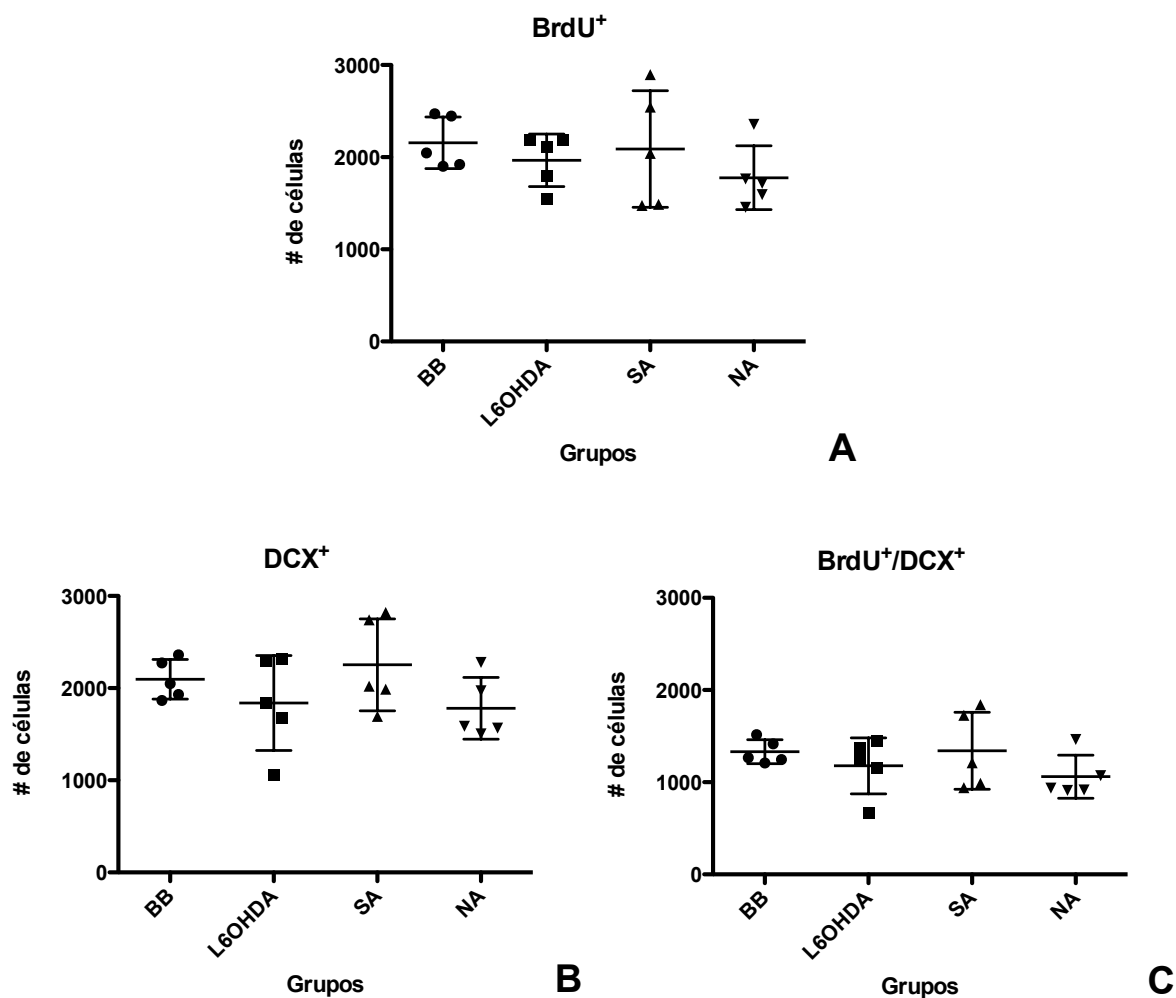 BrdU+
# de células
3000
2000
1000
0
BB
L6OHDA
SA
NA
Grupos
A
DCX+
# de células
3000
2000
1000
0
BB
L6OHDA
SA
NA
Grupos
B
BrdU+/DCX+
# de células
3000
2000
1000
0
BB
L6OHDA
SA
NA
Grupos
C